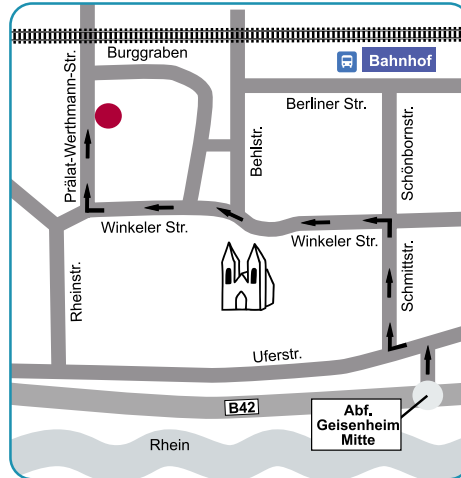 Burggraben
Bahnhof
Berliner Str.
Prälat-Werthmann-Str.
Behlstr.
Schönbornstr.
Winkeler Str.
Winkeler Str.
Rheinstr.
Schmittstr.
Uferstr.
B42
Abf.
Geisenheim
Mitte
Rhein